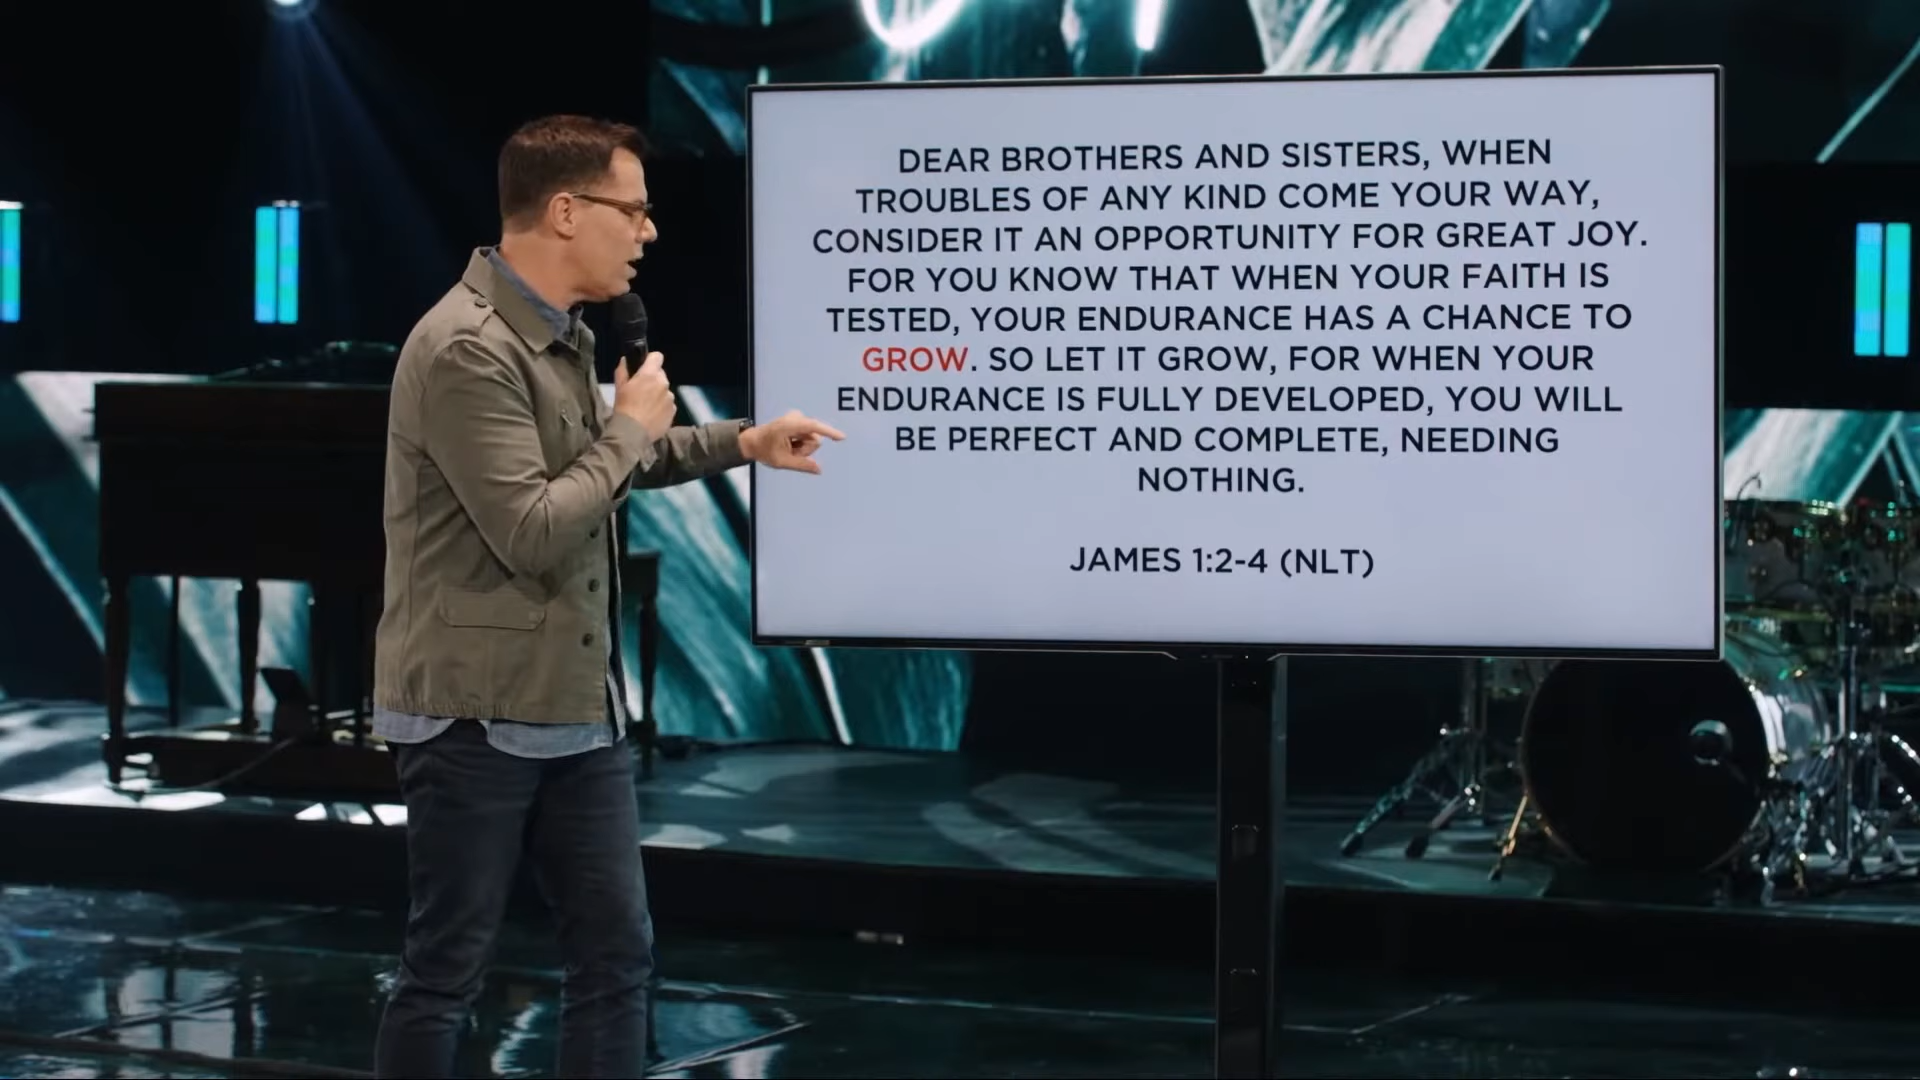 DEAR BROTHERS AND SISTERS, WHEN
TROUBLES OF ANY KIND COME YOUR WAY,
CONSIDER IT AN OPPORTUNITY FOR GREAT JOY.
FOR YOU KNOW THAT WHEN YOUR FAITH IS
TESTED, YOUR ENDURANCE HAS A CHANCE TO
GROW. SO LET IT GROW, FOR WHEN YOUR
ENDURANCE IS FULLY DEVELOPED, YOU WILL
BE PERFECT AND COMPLETE, NEEDING
NOTHING.
JAMES 1:2-4 (NLT)